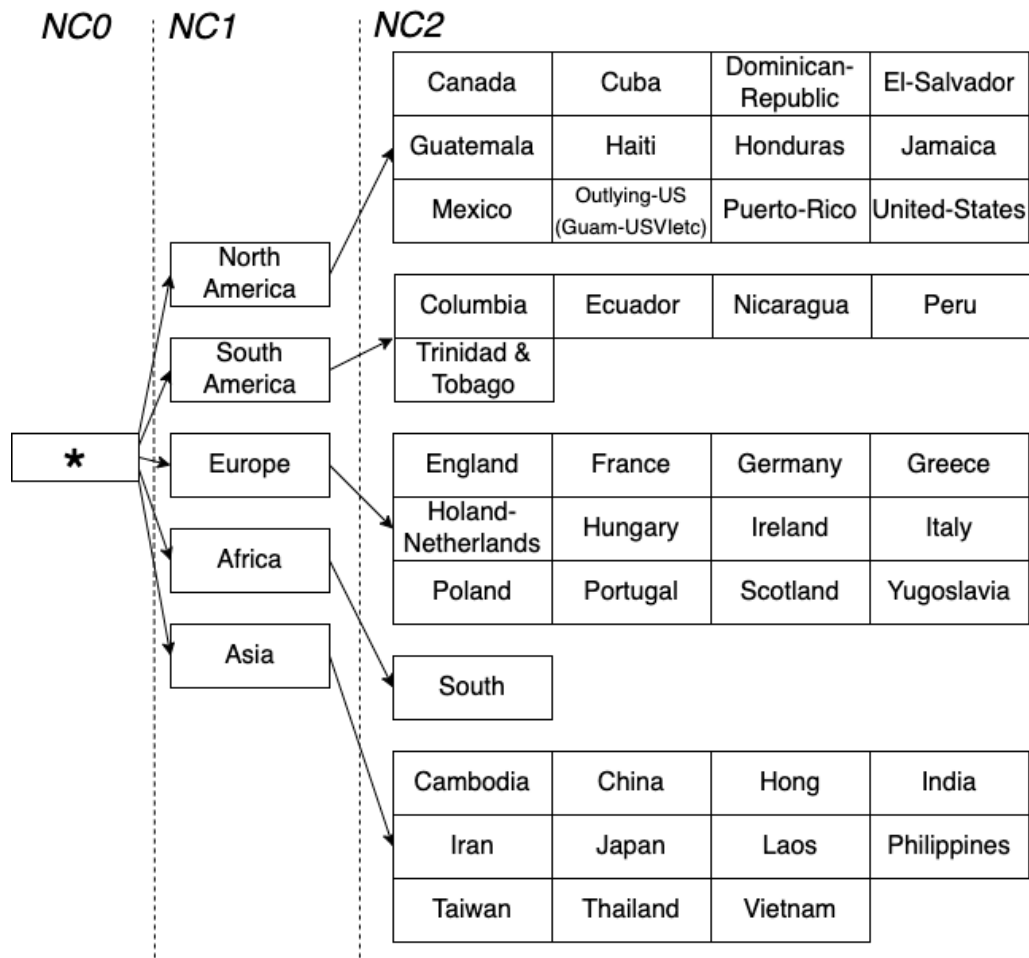 NC0 NC1 NC2
Canada Cuba Dominican-
Republic El-Salvador
Guatemala Haiti Honduras Jamaica
Mexico Outlying-US
(Guam-USVIetc) Puerto-Rico United-States
North
America
Columbia Ecuador Nicaragua Peru
Trinidad &
Tobago
South
America
*
Europe
England France Germany Greece
Holand-
Netherlands Hungary Ireland Italy
Poland Portugal Scotland Yugoslavia
Africa
South
Asia
Cambodia China Hong India
Iran Japan Laos Philippines
Taiwan Thailand Vietnam